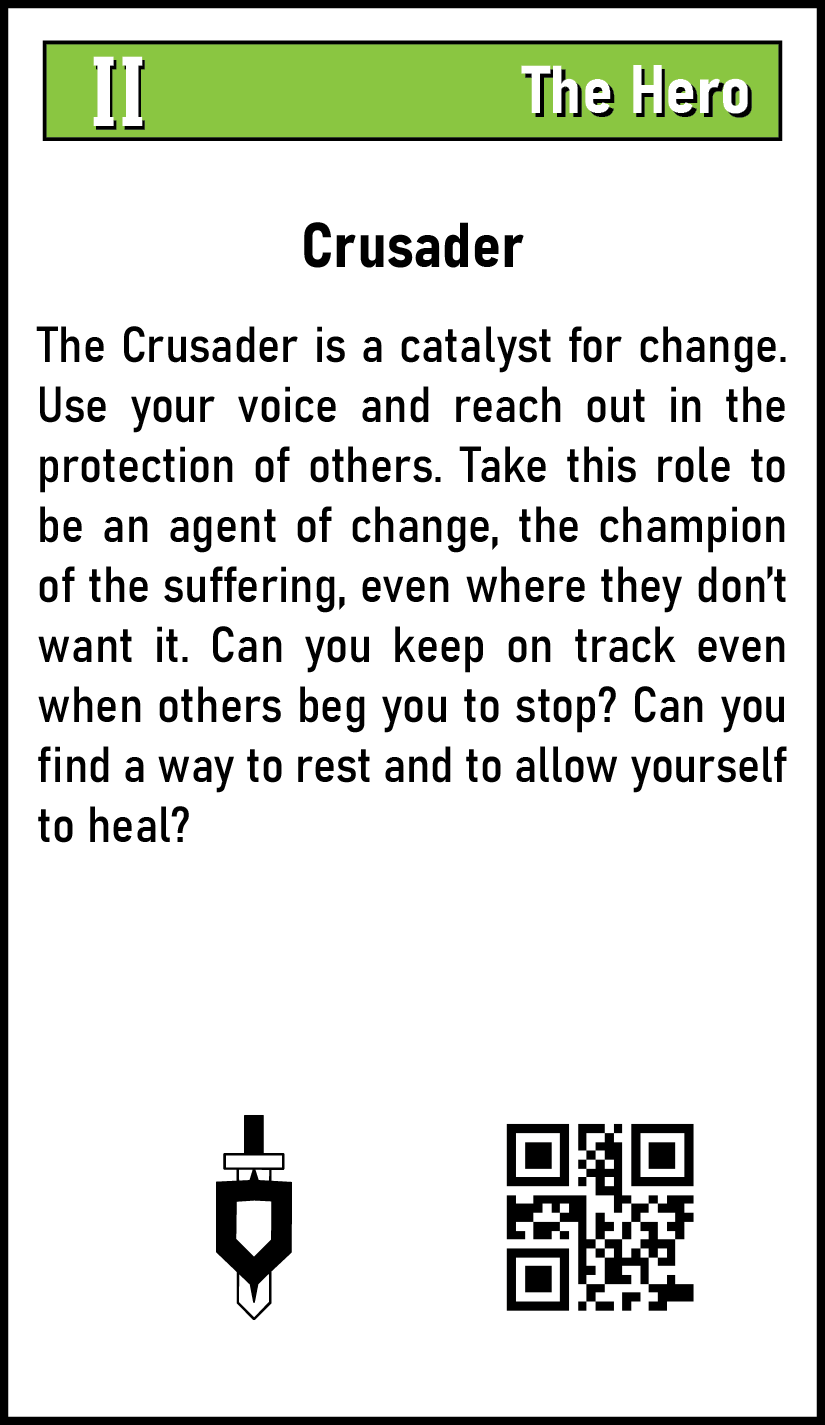 II The Hero
Crusader
The Crusader is a catalyst for change.
Use your voice and reach out in the
protection of others. Take this role to
be an agent of change, the champion
of the suffering, even where they don’t
want it. Can you keep on track even
when others beg you to stop? Can you
find a way to rest and to allow yourself
to heal?